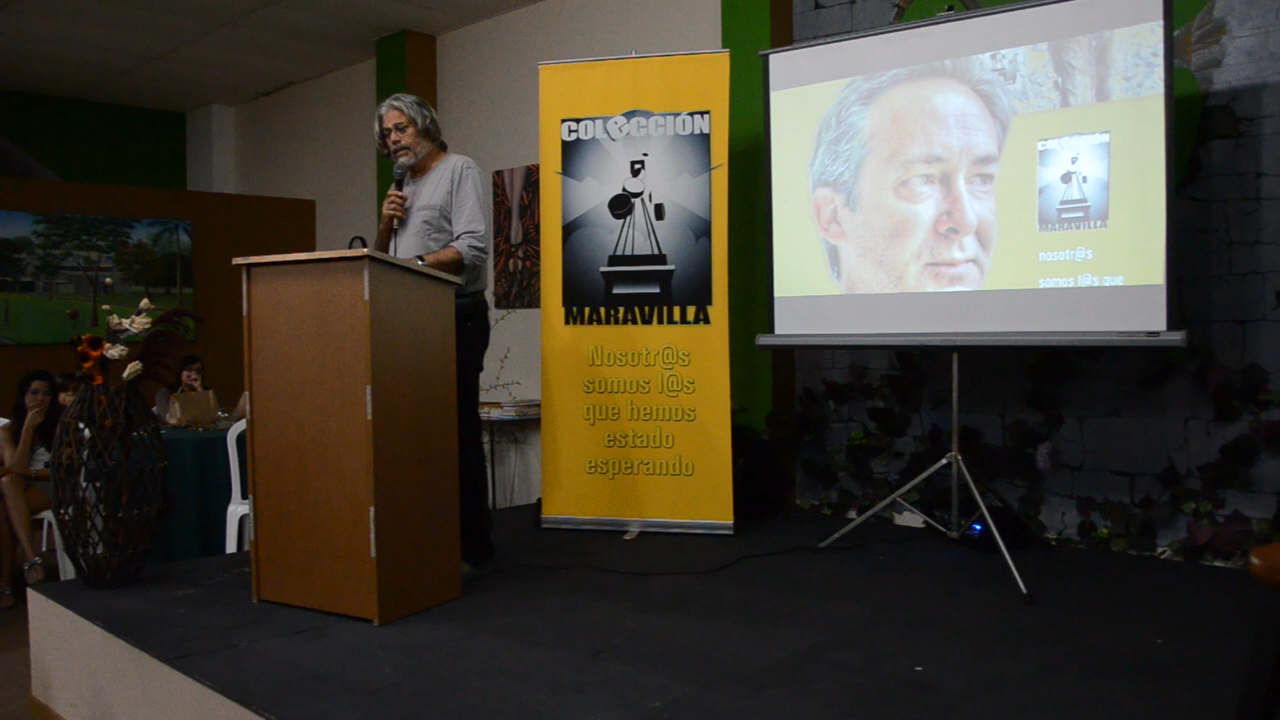 COLeCCIÓN
MARAVILLA
Nosotr@s
somos l@s
que hemos
estado
esperando
COLeCCIÓN
MARAVILLA
nosotr@s
somos l@s que